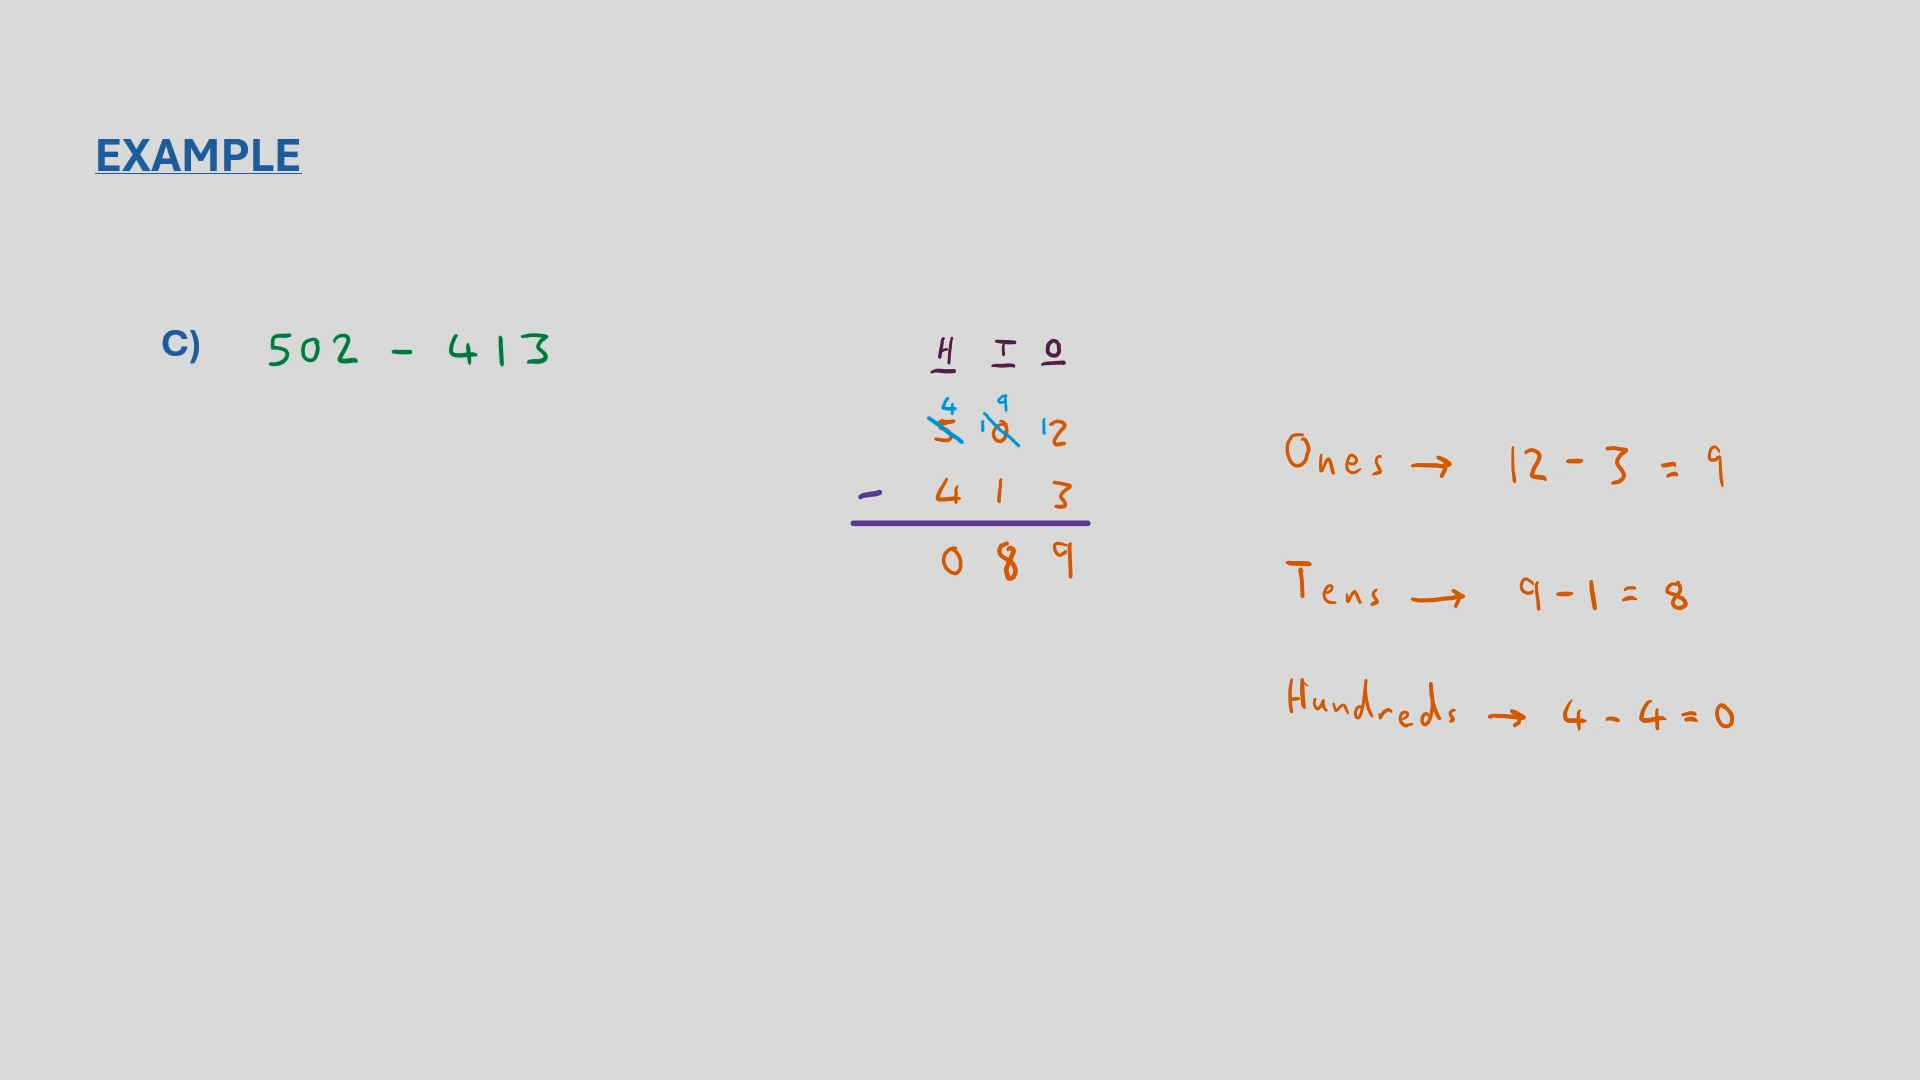 EXAMPLE
C) 502 - 413
H T O
4 9
5 10 12
- 4 1 3
0 8 9
Ones → 12 - 3 = 9
Tens → 9 - 1 = 8
Hundreds → 4 - 4 = 0